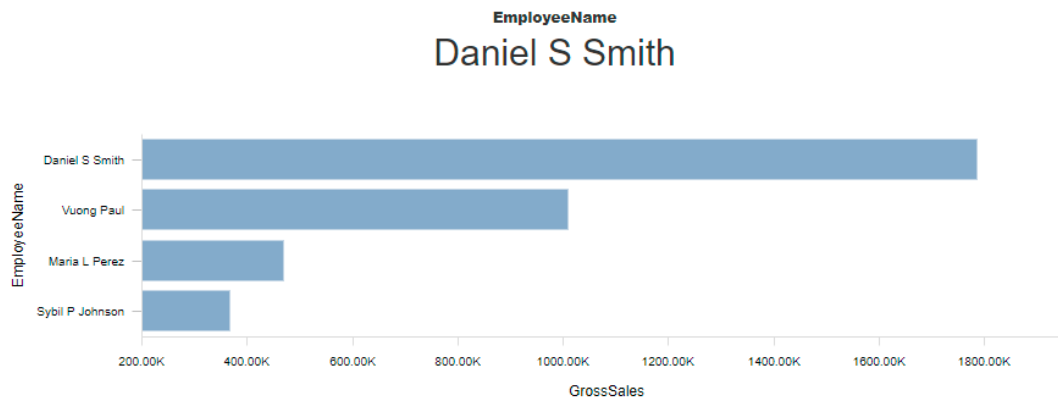 EmployeeName
Daniel S Smith
EmployeeName
Daniel S Smith
Vuong Paul
Maria L Perez
Sybil P Johnson
200.00K 400.00K 600.00K 800.00K 1000.00K 1200.00K 1400.00K 1600.00K 1800.00K
GrossSales